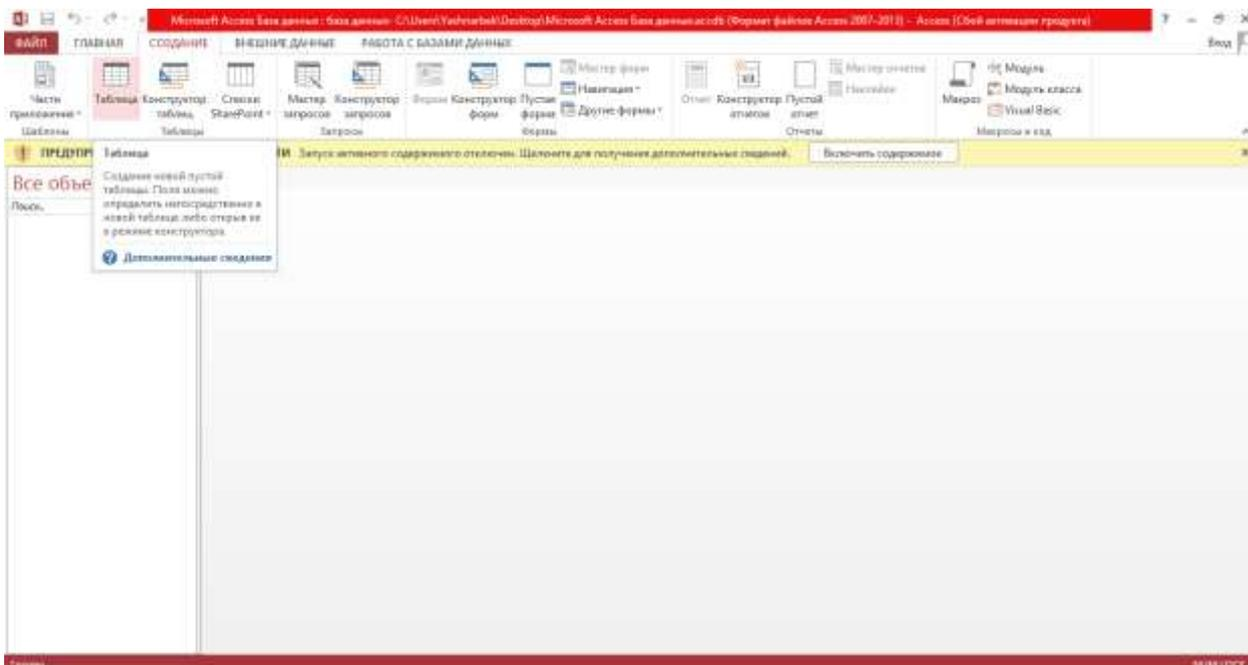 Microsoft Access База данных : база данных- C:\Users\Yashnarbek\Desktop\Microsoft Access База данных.accdb (Формат файлов Access 2007-2013) - Access (Сбой активации продукта)
ФАЙЛ ГЛАВНАЯ СОЗДАНИЕ ВНЕШНИЕ ДАННЫЕ РАБОТА С БАЗАМИ ДАННЫХ Вход
Части приложения
Таблица
Конструктор таблиц
Списки SharePoint
Мастер запросов
Конструктор запросов
Форма
Конструктор форм
Пустая форма
Мастер форм
Навигация
Другие формы
Отчет
Конструктор отчетов
Пустой отчет
Мастер отчетов
Наклейки
Макрос
Модуль
Модуль класса
Visual Basic
Шаблоны Таблицы Запросы Формы Отчеты Макросы и код
ПРЕДУПР
ИИ Запуск активного содержимого отключен. Щелкните для получения дополнительных сведений. Включить содержимое
Все объе
Поиск..
Таблица
Создание новой пустой
таблицы. Поля можно
определить непосредственно в
новой таблице либо открыв ее
в режиме конструктора.
Дополнительные сведения
Готово